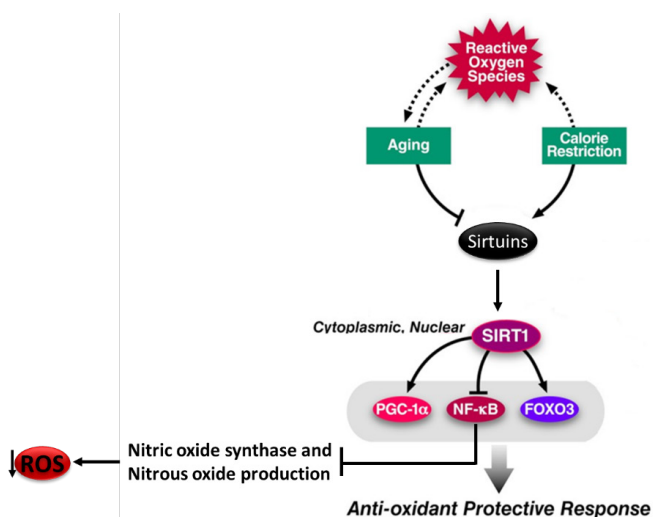 Reactive
Oxygen
Species
Aging
Calorie
Restriction
Sirtuins
Cytoplasmic, Nuclear
SIRT1
PGC-1α
NF-κB
FOXO3
ROS
Nitric oxide synthase and
Nitrous oxide production
Anti-oxidant Protective Response